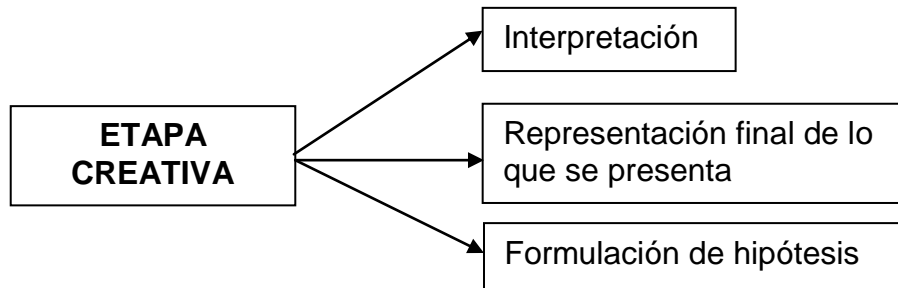 Interpretación
ETAPA
CREATIVA
Representación final de lo
que se presenta
Formulación de hipótesis